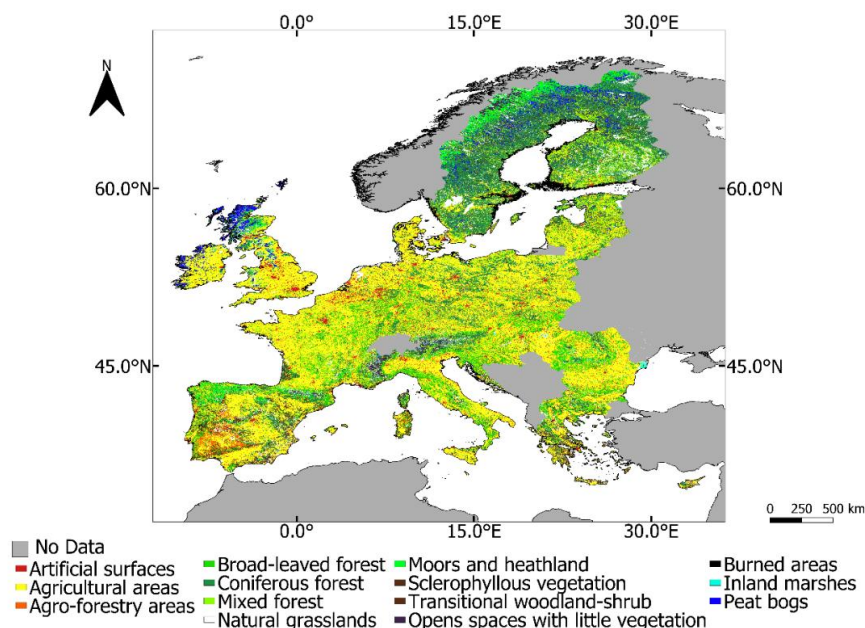 0.0° 15.0°E 30.0°E
N
60.0°N 60.0°N
45.0°N 45.0°N
0 250 500 km
0.0° 15.0°E 30.0°E
No Data
Artificial surfaces
Agricultural areas
Agro-forestry areas
Broad-leaved forest
Coniferous forest
Mixed forest
Natural grasslands
Moors and heathland
Sclerophyllous vegetation
Transitional woodland-shrub
Opens spaces with little vegetation
Burned areas
Inland marshes
Peat bogs